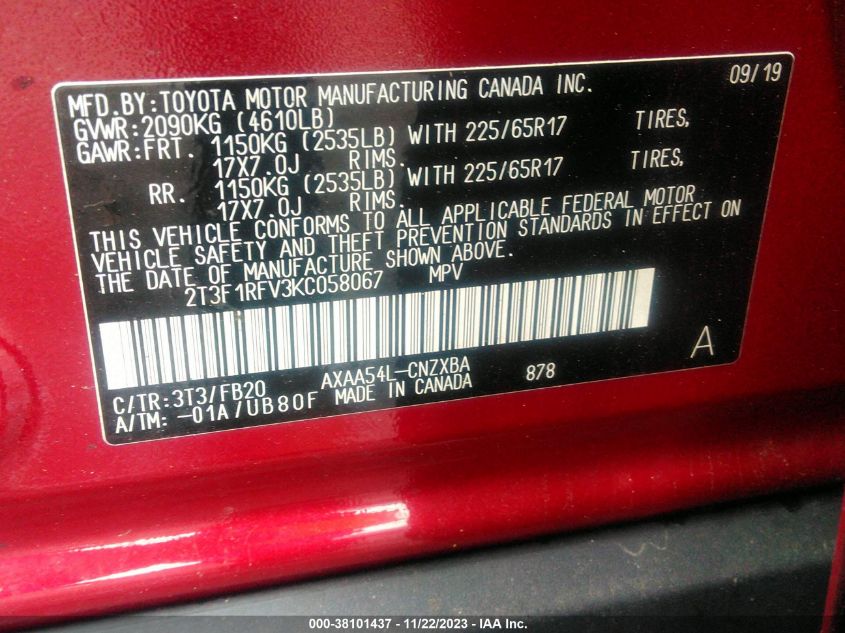 09/19
MFD.BY:TOYOTA MOTOR MANUFACTURING CANADA INC.
GVWR:2090KG (4610LB)
GAWR:FRT. 1150KG (2535LB) WITH 225/65R17 TIRES,
17X7.0J RIMS.
RR. 1150KG (2535LB) WITH 225/65R17 TIRES,
17X7.0J RIMS.
THIS VEHICLE CONFORMS TO ALL APPLICABLE FEDERAL MOTOR
VEHICLE SAFETY AND THEFT PREVENTION STANDARDS IN EFFECT ON
THE DATE OF MANUFACTURE SHOWN ABOVE.
2T3F1RFV3KC058067 MPV
A
C/TR:3T3/FB20 AXAA54L-CNZXBA 878
A/TM:-01A/UB80F MADE IN CANADA
000-38101437 - 11/22/2023 - IAA Inc.